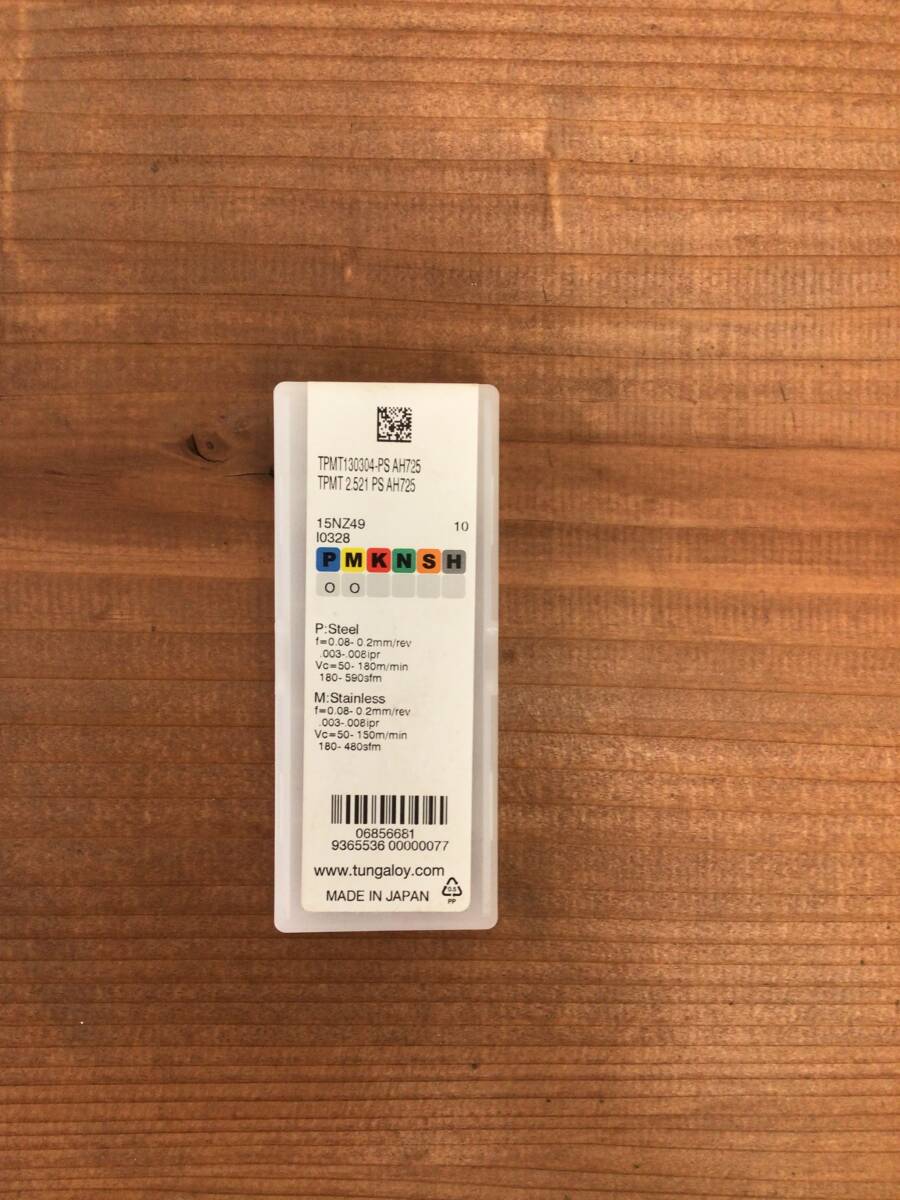 TPMT130304-PS AH725
TPMT 2.521 PS AH725
15NZ49 10
I0328
P M K N S H
O O
P:Steel
f=0.08- 0.2mm/rev
.003-.008ipr
Vc=50- 180m/min
180- 590sfm
M:Stainless
f=0.08- 0.2mm/rev
.003-.008ipr
Vc=50- 150m/min
180- 480sfm
06856681
9365536 00000077
www.tungaloy.com
MADE IN JAPAN
0.5
PP